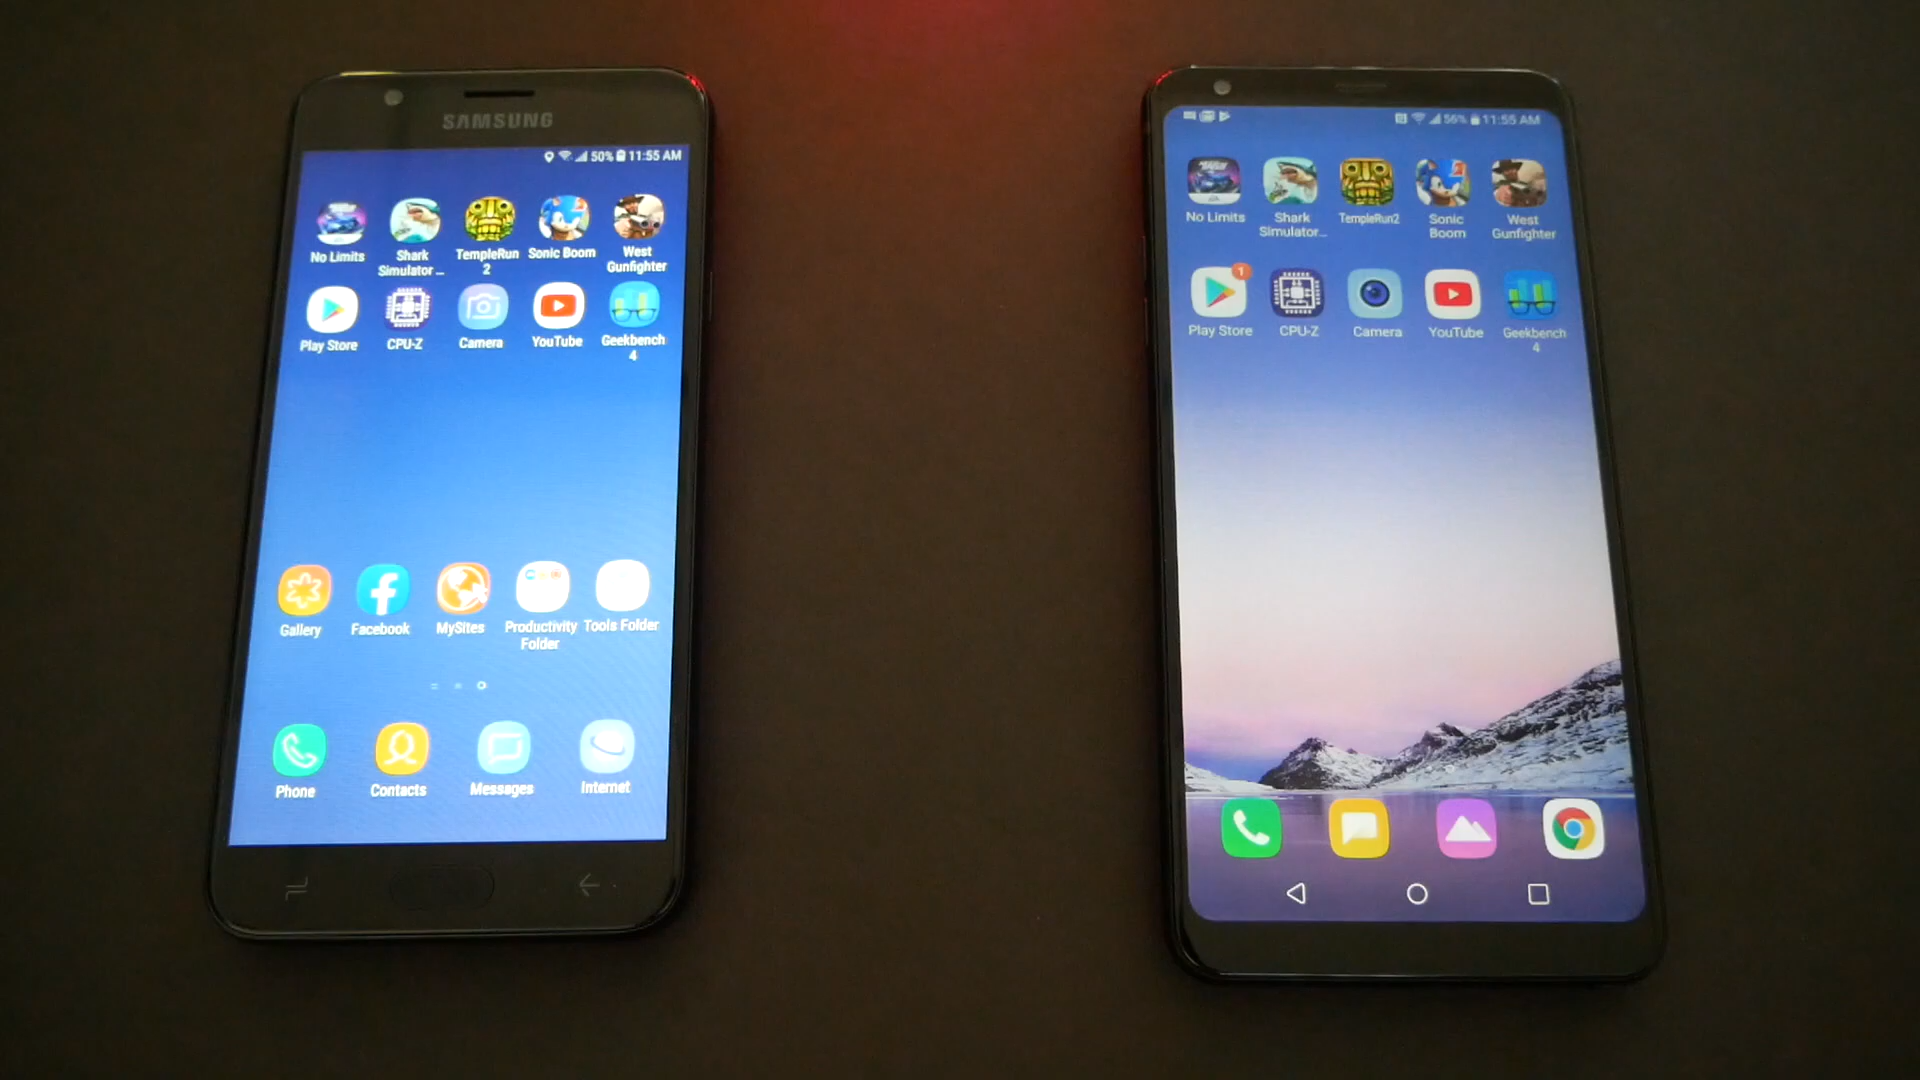 SAMSUNG
50% 11:55 AM
No Limits
Shark
Simulator ...
TempleRun
2
Sonic Boom
West
Gunfighter
Play Store
CPU-Z
Camera
YouTube
Geekbench
4
Gallery
Facebook
MySites
Productivity
Folder
Tools Folder
Phone
Contacts
Messages
Internet
56% 11:55 AM
No Limits
Shark
Simulator...
TempleRun2
Sonic
Boom
West
Gunfighter
1
Play Store
CPU-Z
Camera
YouTube
Geekbench
4